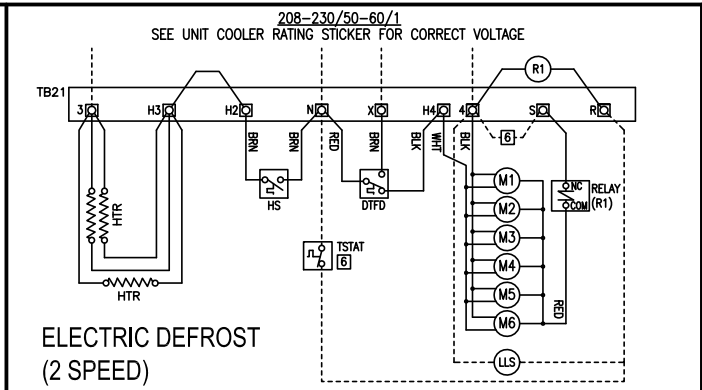 208-230/50-60/1
SEE UNIT COOLER RATING STICKER FOR CORRECT VOLTAGE
R1
TB21
3
H3
H2
N
X
H4
4
S
R
BRN
BRN
RED
BRN
BLK
WHT
BLK
6
HS
DTFD
M1
M2
M3
M4
M5
M6
NC
COM
RELAY
(R1)
RED
HTR
HTR
TSTAT
6
LLS
ELECTRIC DEFROST
(2 SPEED)